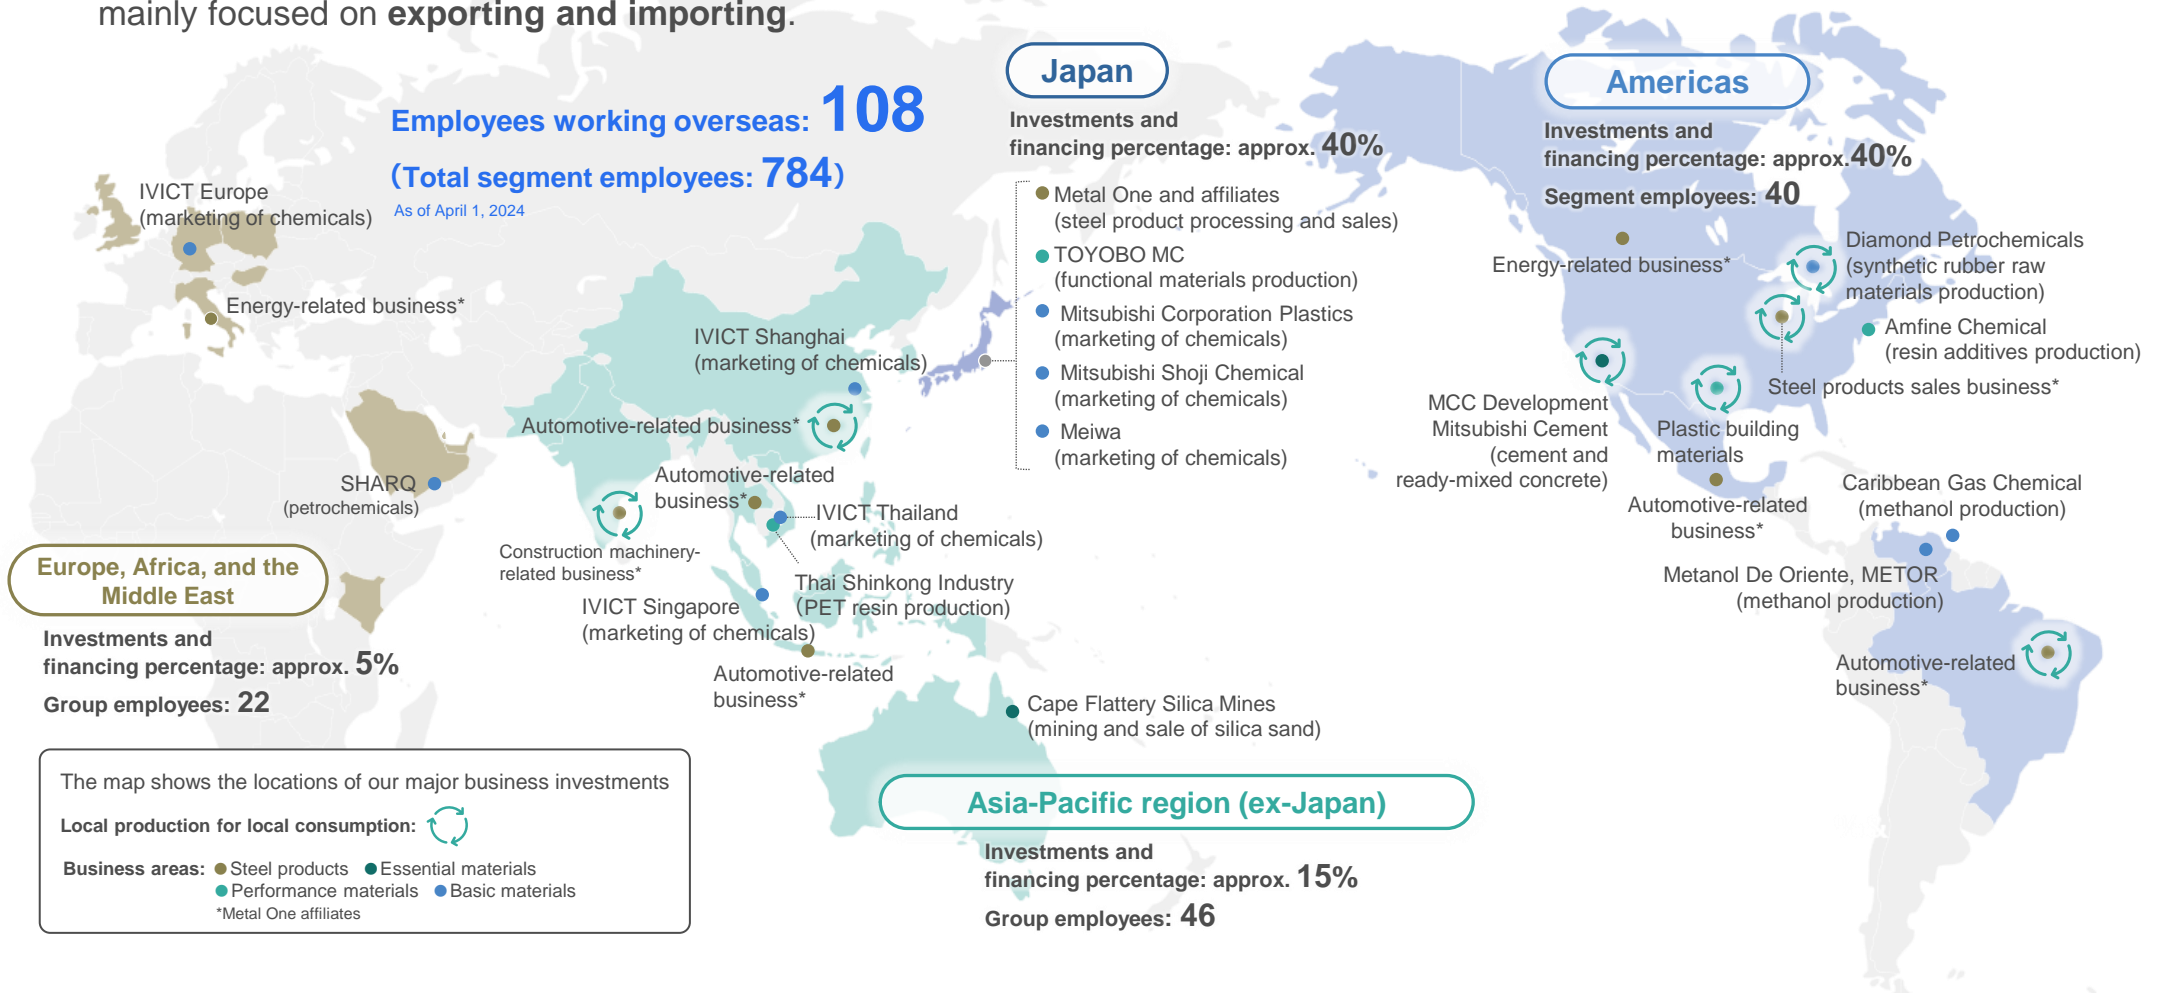 mainly focused on exporting and importing.
Employees working overseas: 108
(Total segment employees: 784)
As of April 1, 2024
Japan
Investments and
financing percentage: approx. 40%
Metal One and affiliates
(steel product processing and sales)
TOYOBO MC
(functional materials production)
Mitsubishi Corporation Plastics
(marketing of chemicals)
Mitsubishi Shoji Chemical
(marketing of chemicals)
Meiwa
(marketing of chemicals)
Americas
Investments and
financing percentage: approx.40%
Segment employees: 40
Energy-related business*
Diamond Petrochemicals
(synthetic rubber raw
materials production)
Amfine Chemical
(resin additives production)
Steel products sales business*
MCC Development
Mitsubishi Cement
(cement and
ready-mixed concrete)
Plastic building
materials
Automotive-related
business*
Caribbean Gas Chemical
(methanol production)
Metanol De Oriente, METOR
(methanol production)
Automotive-related
business*
IVICT Europe
(marketing of chemicals)
Energy-related business*
SHARQ
(petrochemicals)
Europe, Africa, and the
Middle East
Investments and
financing percentage: approx. 5%
Group employees: 22
IVICT Shanghai
(marketing of chemicals)
Automotive-related business*
Automotive-related
business*
IVICT Thailand
(marketing of chemicals)
Construction machinery-
related business*
Thai Shinkong Industry
(PET resin production)
IVICT Singapore
(marketing of chemicals)
Automotive-related
business*
Cape Flattery Silica Mines
(mining and sale of silica sand)
Asia-Pacific region (ex-Japan)
Investments and
financing percentage: approx. 15%
Group employees: 46
The map shows the locations of our major business investments
Local production for local consumption:
Business areas: Steel products Essential materials
Performance materials Basic materials
*Metal One affiliates